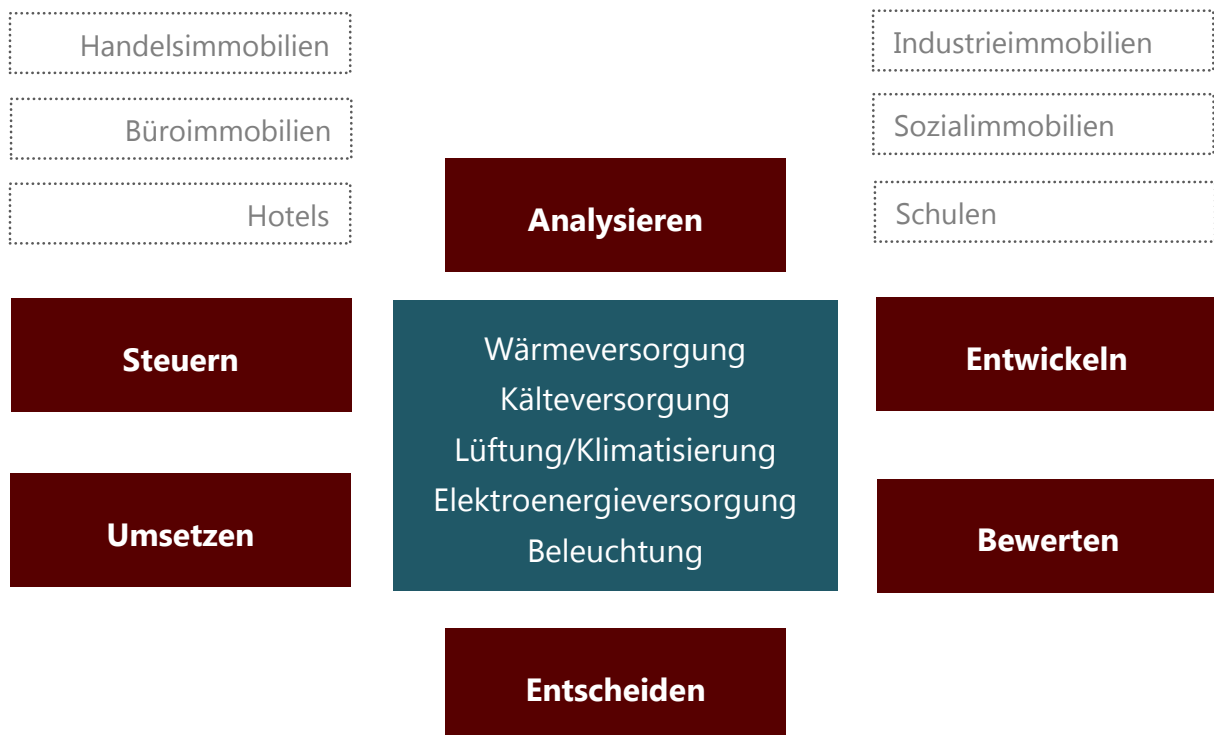 Handelsimmobilien
Industrieimmobilien
Büroimmobilien
Sozialimmobilien
Hotels
Schulen
Analysieren
Steuern
Wärmeversorgung
Kälteversorgung
Lüftung/Klimatisierung
Elektroenergieversorgung
Beleuchtung
Entwickeln
Umsetzen
Bewerten
Entscheiden